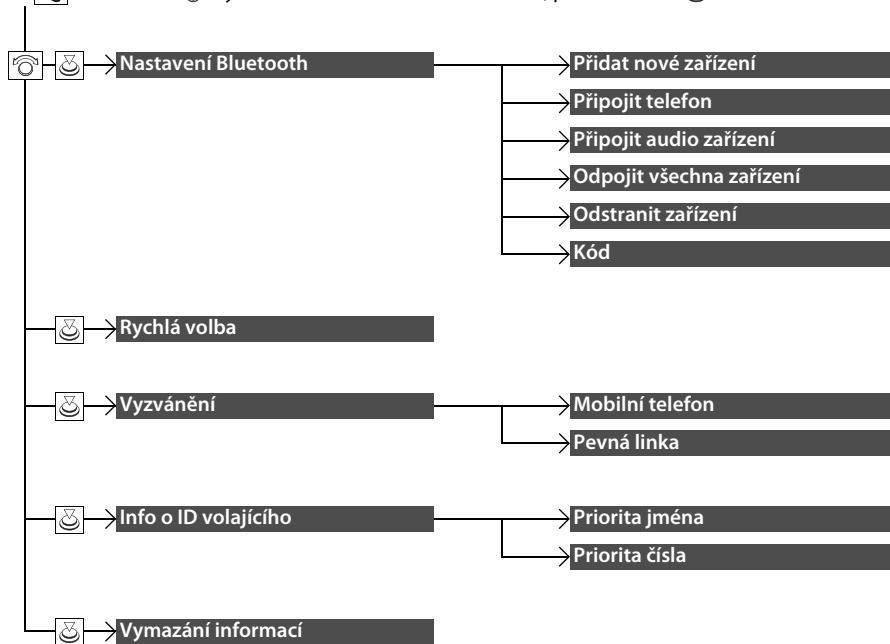 Nastavení Bluetooth
Přidat nové zařízení
Připojit telefon
Připojit audio zařízení
Odpojit všechna zařízení
Odstranit zařízení
Kód
Rychlá volba
Vyzvánění
Mobilní telefon
Pevná linka
Info o ID volajícího
Priorita jména
Priorita čísla
Vymazání informací